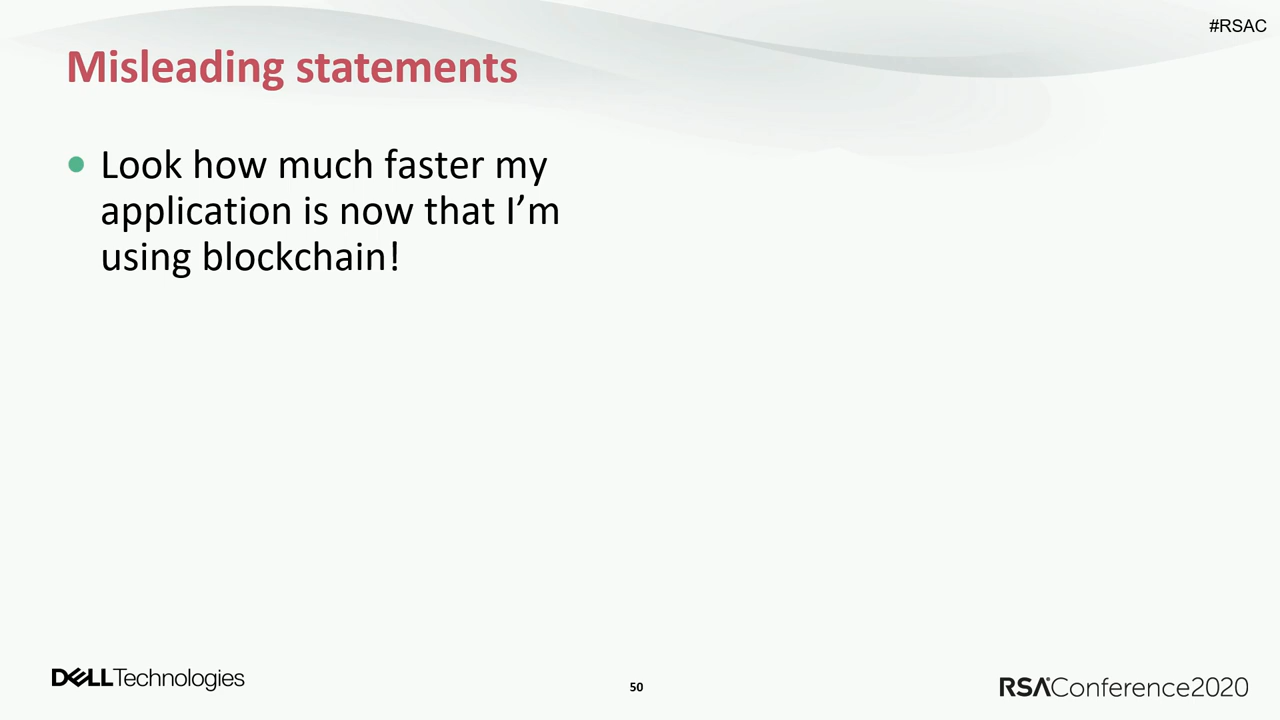 #RSAC
Misleading statements
Look how much faster my
application is now that I’m
using blockchain!
DELLTechnologies
50
RSAConference2020